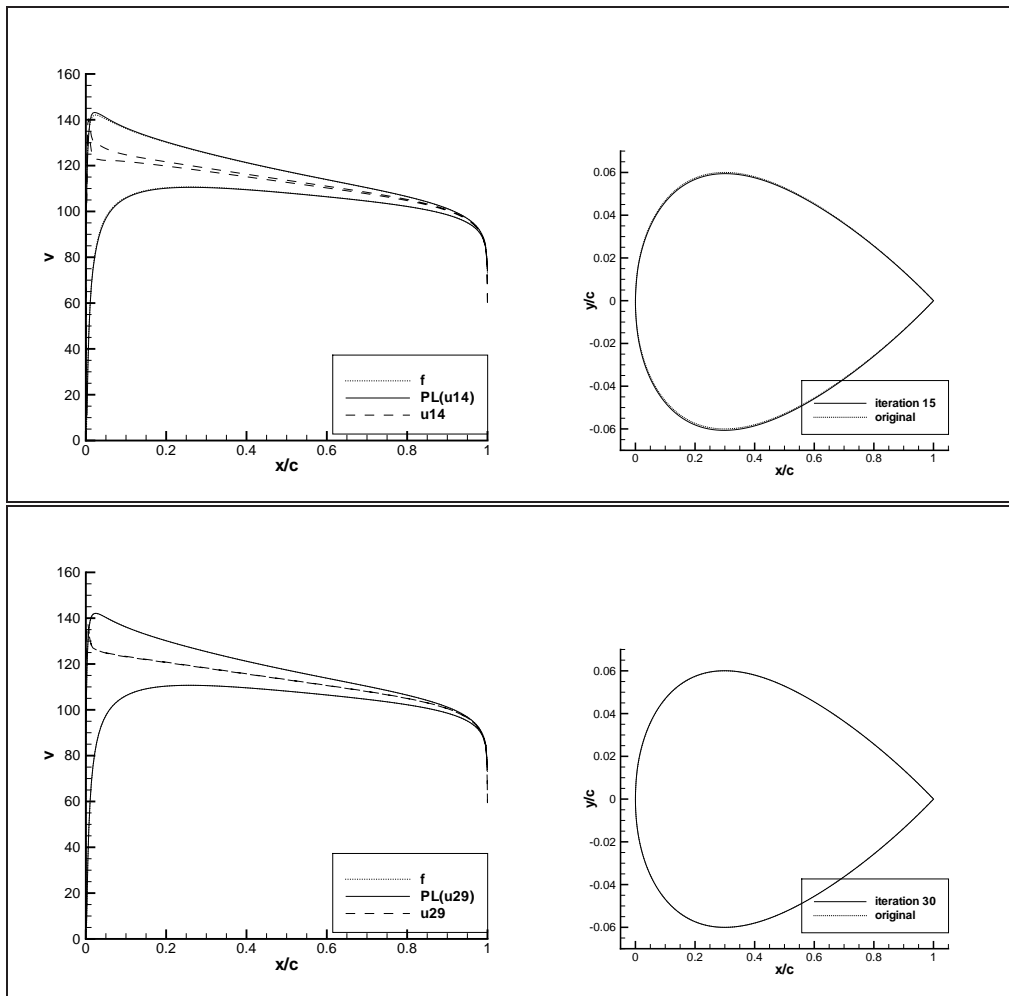 160
140
120
100
80
60
40
20
0
v
0 0.2 0.4 0.6 0.8 1
x/c
f
PL(u14)
u14
0.06
0.04
0.02
0
-0.02
-0.04
-0.06
y/c
0 0.2 0.4 0.6 0.8 1
x/c
iteration 15
original
160
140
120
100
80
60
40
20
0
v
0 0.2 0.4 0.6 0.8 1
x/c
f
PL(u29)
u29
0.06
0.04
0.02
0
-0.02
-0.04
-0.06
y/c
0 0.2 0.4 0.6 0.8 1
x/c
iteration 30
original